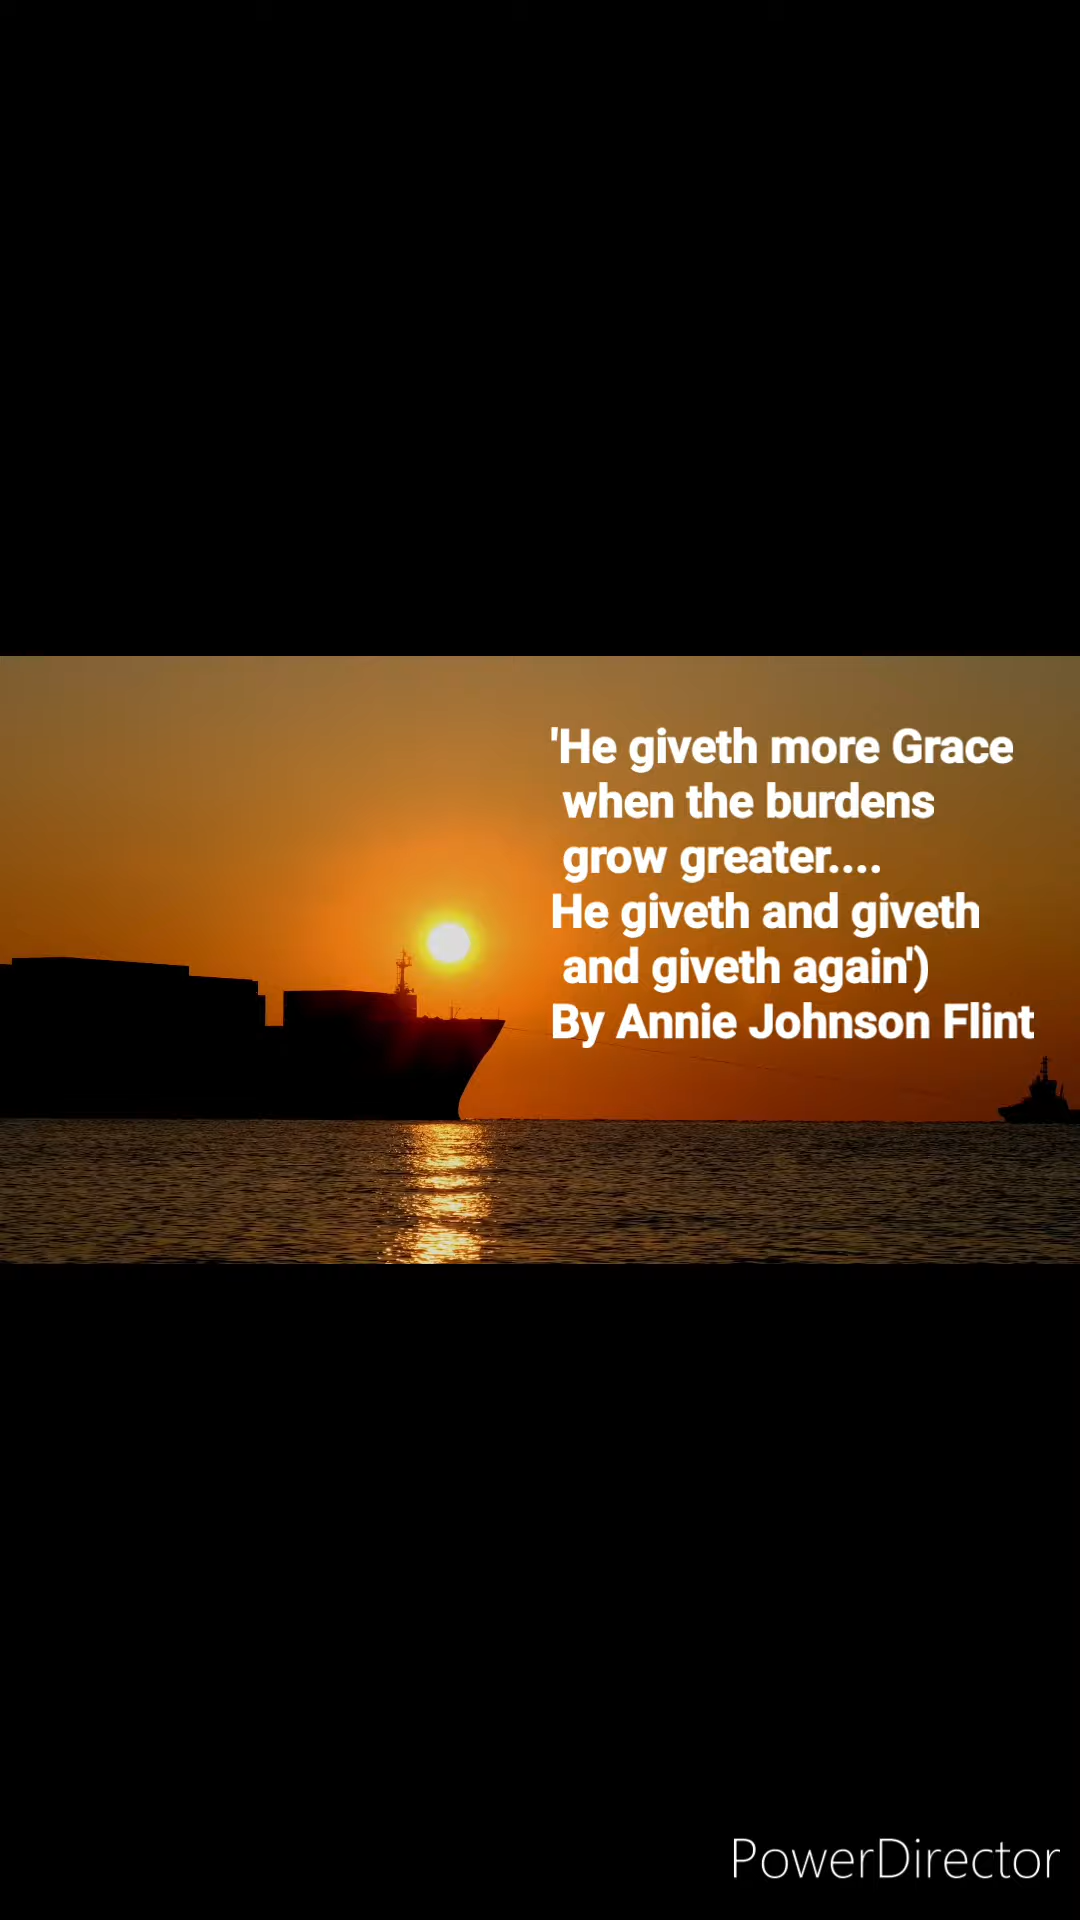 'He giveth more Grace
when the burdens
grow greater....
He giveth and giveth
and giveth again')
By Annie Johnson Flint
PowerDirector